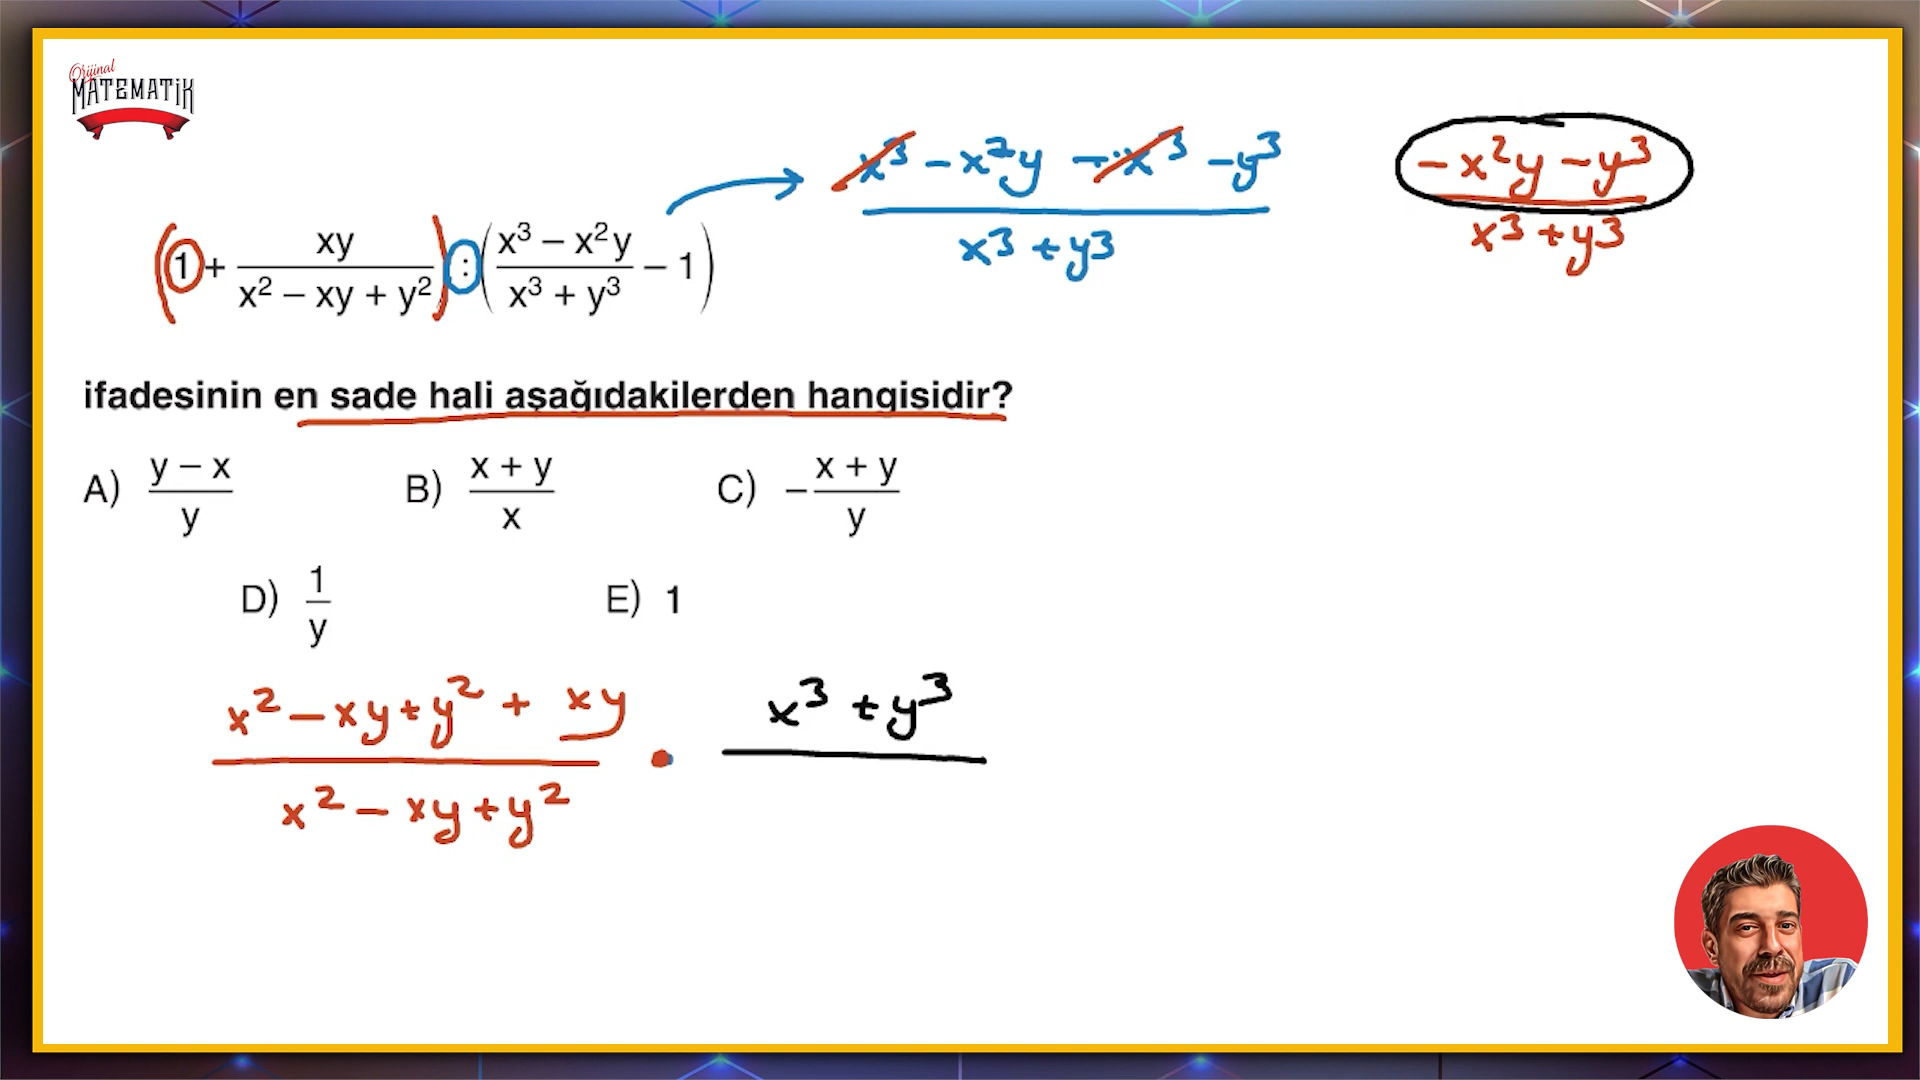 Orijinal
MATEMATİK
(1 + xy / (x² – xy + y²)) : ((x³ – x²y) / (x³ + y³) – 1)
x³ – x²y – x³ – y³
x³ + y³
– x²y – y³
x³ + y³
ifadesinin en sade hali aşağıdakilerden hangisidir?
A) (y – x) / y B) (x + y) / x C) – (x + y) / y
D) 1 / y E) 1
x² – xy + y² + xy
x² – xy + y²
.
x³ + y³